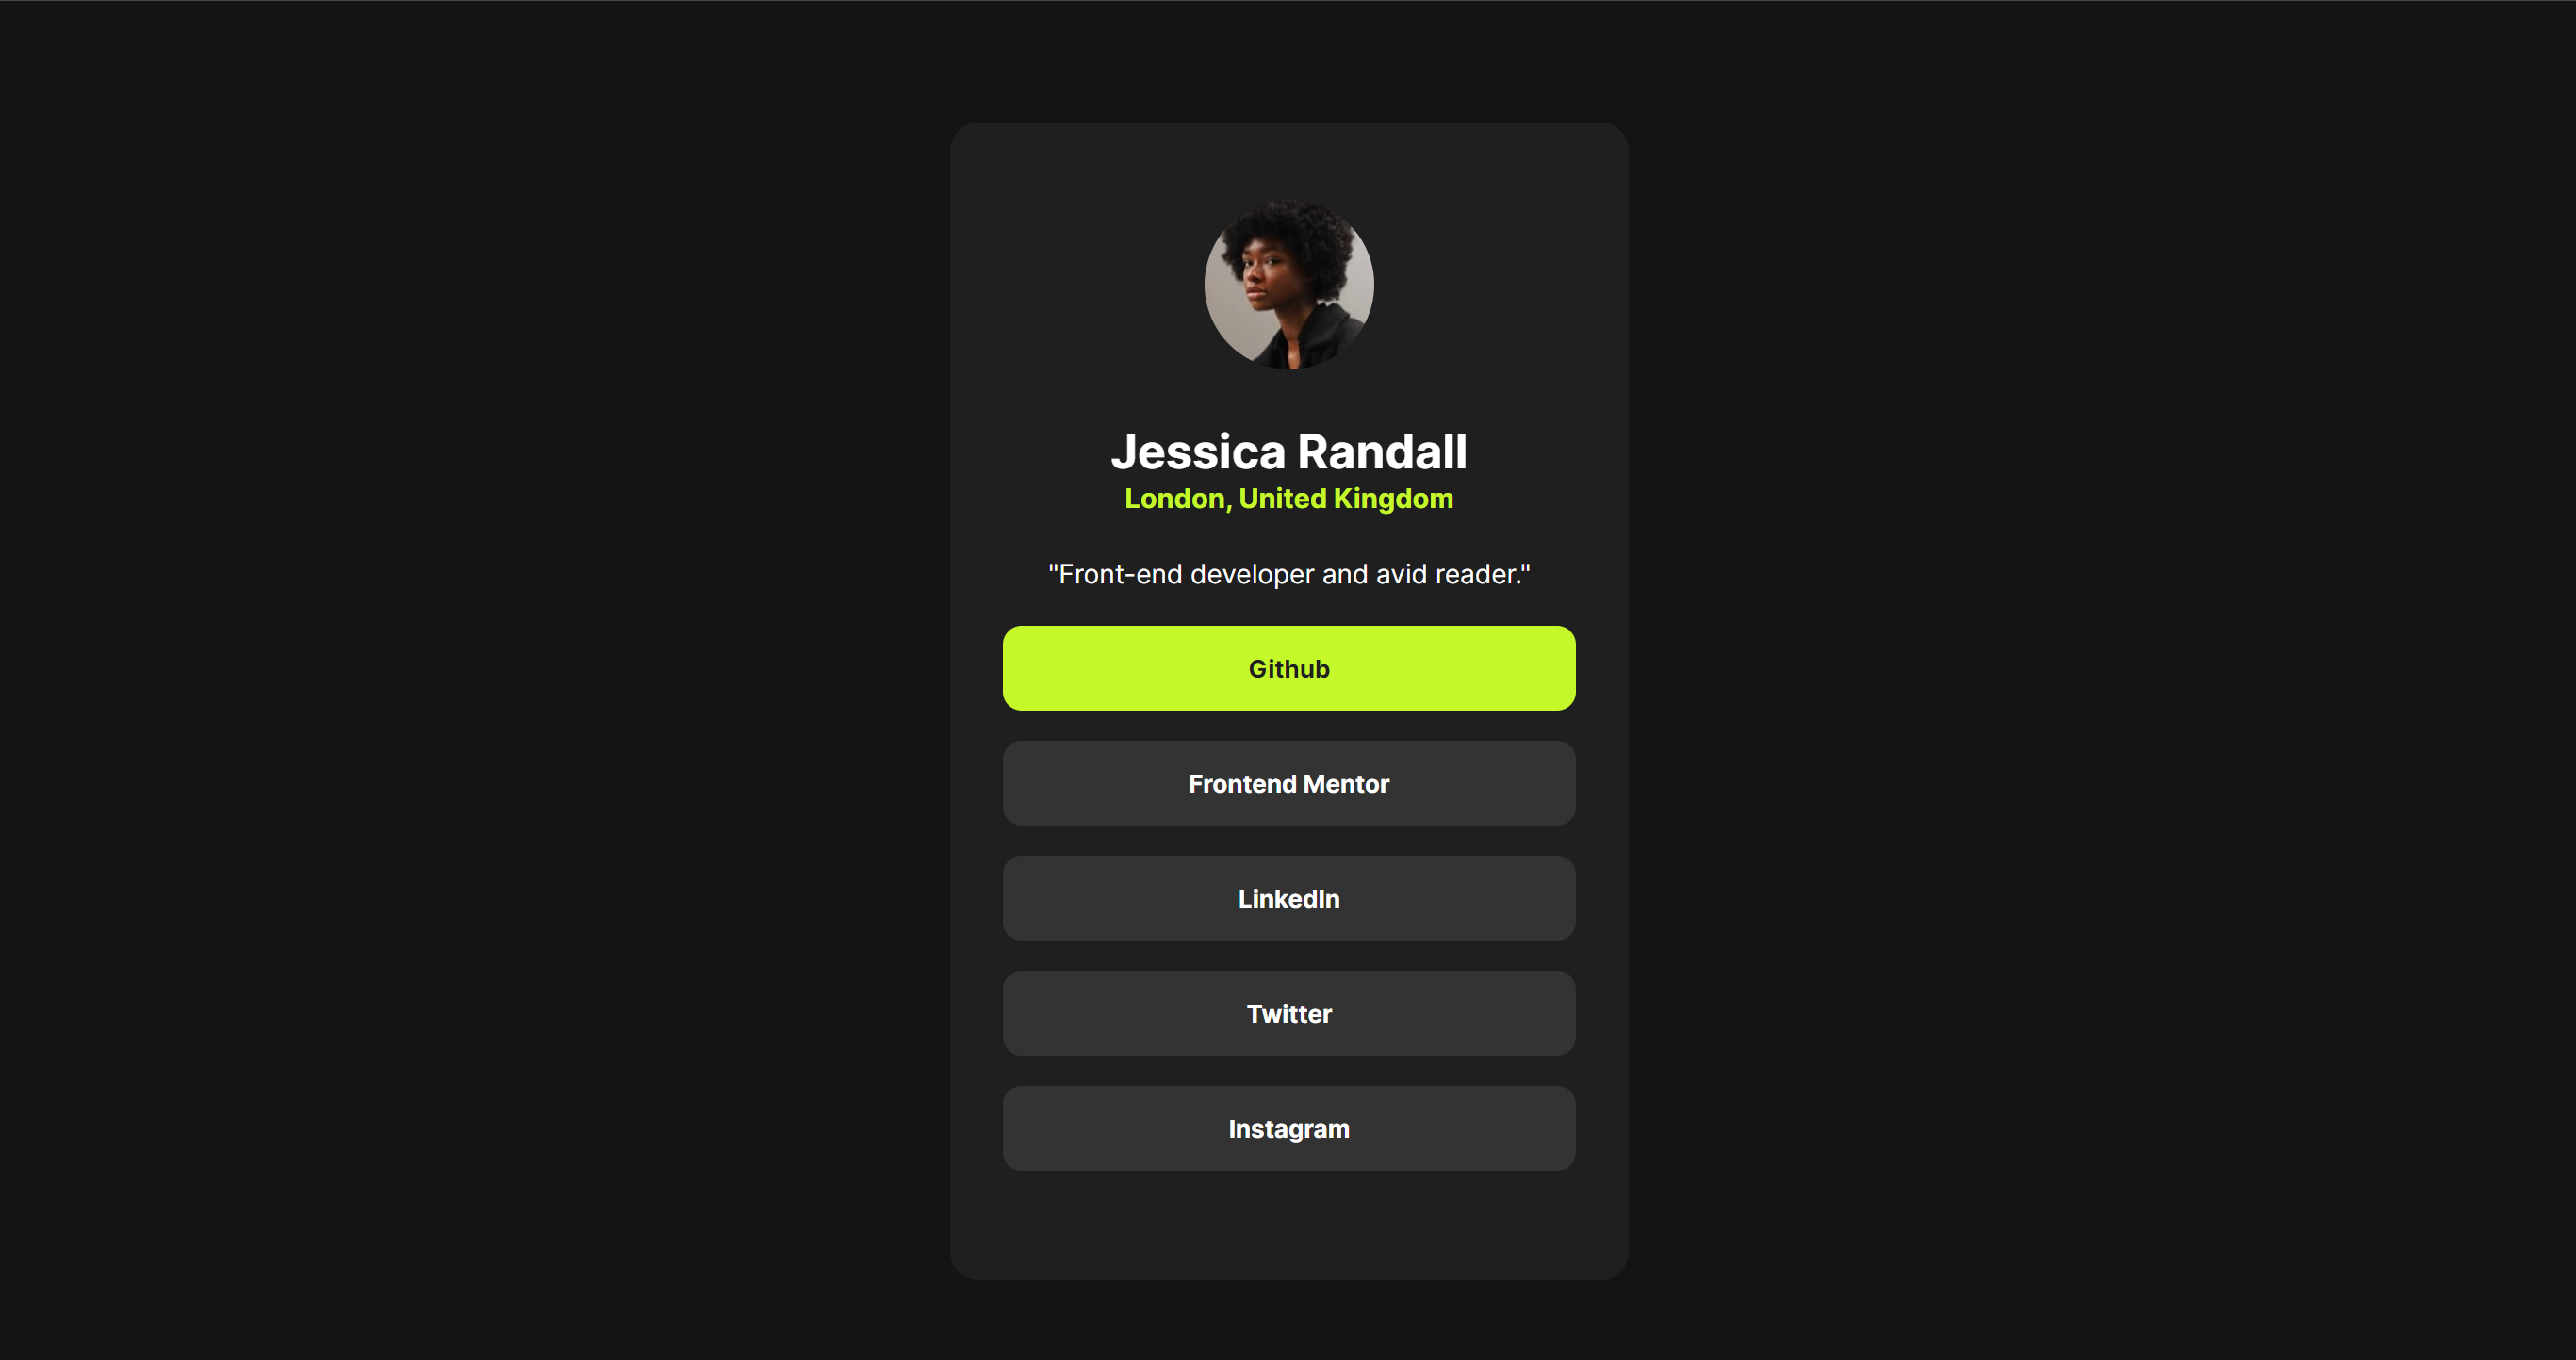 Jessica Randall
London, United Kingdom
"Front-end developer and avid reader."
Github
Frontend Mentor
LinkedIn
Twitter
Instagram